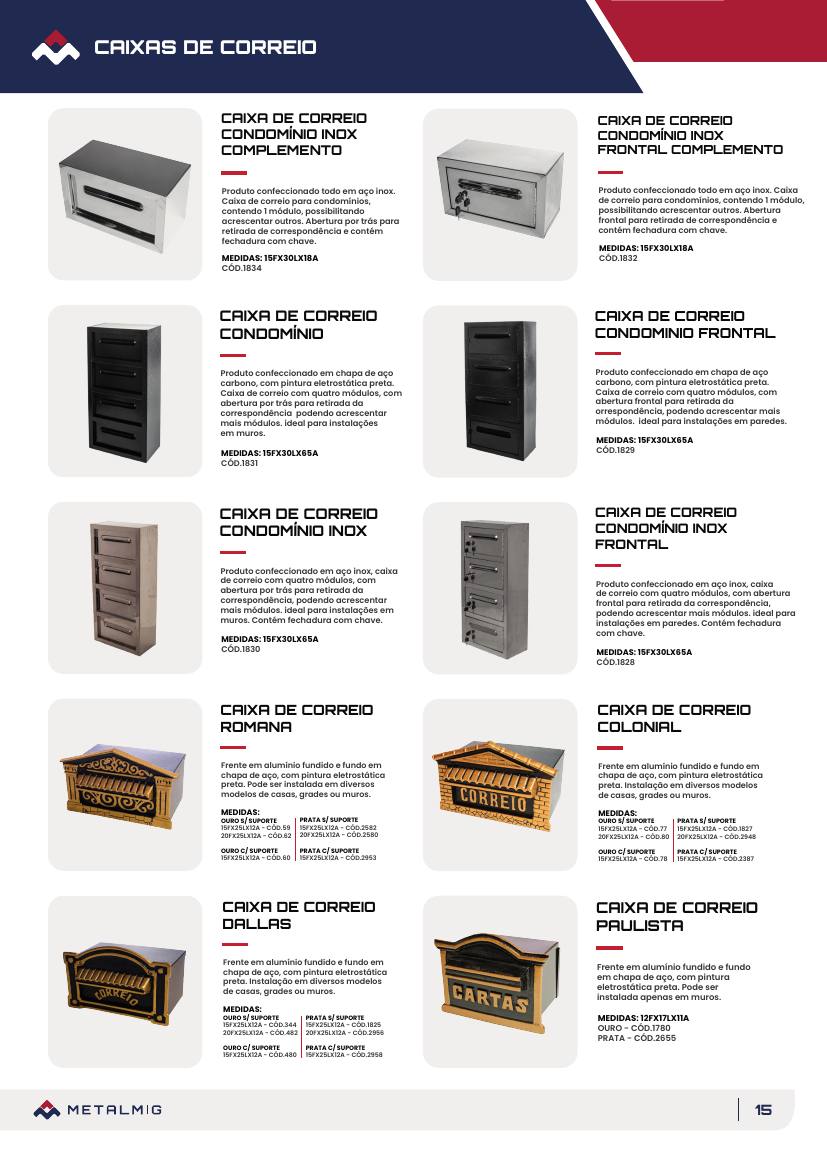 CAIXAS DE CORREIO
CAIXA DE CORREIO
CONDOMÍNIO INOX
COMPLEMENTO
Produto confeccionado todo em aço inox.
Caixa de correio para condomínios,
contendo 1 módulo, possibilitando
acrescentar outros. Abertura por trás para
retirada de correspondência e contém
fechadura com chave.
MEDIDAS: 15FX30LX18A
CÓD.1834
CAIXA DE CORREIO
CONDOMÍNIO INOX
FRONTAL COMPLEMENTO
Produto confeccionado todo em aço inox. Caixa
de correio para condomínios, contendo 1 módulo,
possibilitando acrescentar outros. Abertura
frontal para retirada de correspondência e
contém fechadura com chave.
MEDIDAS: 15FX30LX18A
CÓD.1832
CAIXA DE CORREIO
CONDOMÍNIO
Produto confeccionado em chapa de aço
carbono, com pintura eletrostática preta.
Caixa de correio com quatro módulos, com
abertura por trás para retirada da
correspondência podendo acrescentar
mais módulos. ideal para instalações
em muros.
MEDIDAS: 15FX30LX65A
CÓD.1831
CAIXA DE CORREIO
CONDOMINIO FRONTAL
Produto confeccionado em chapa de aço
carbono, com pintura eletrostática preta.
Caixa de correio com quatro módulos, com
abertura frontal para retirada da
correspondência, podendo acrescentar mais
módulos. ideal para instalações em paredes.
MEDIDAS: 15FX30LX65A
CÓD.1829
CAIXA DE CORREIO
CONDOMÍNIO INOX
Produto confeccionado em aço inox, caixa
de correio com quatro módulos, com
abertura por trás para retirada da
correspondência, podendo acrescentar
mais módulos. ideal para instalações em
muros. Contém fechadura com chave.
MEDIDAS: 15FX30LX65A
CÓD.1830
CAIXA DE CORREIO
CONDOMÍNIO INOX
FRONTAL
Produto confeccionado em aço inox, caixa
de correio com quatro módulos, com abertura
frontal para retirada da correspondência,
podendo acrescentar mais módulos. ideal para
instalações em paredes. Contém fechadura
com chave.
MEDIDAS: 15FX30LX65A
CÓD.1828
CAIXA DE CORREIO
ROMANA
Frente em alumínio fundido e fundo em
chapa de aço, com pintura eletrostática
preta. Pode ser instalada em diversos
modelos de casas, grades ou muros.
MEDIDAS:
OURO S/ SUPORTE
15FX25LX12A - CÓD.59
20FX25LX12A - CÓD.62
OURO C/ SUPORTE
15FX25LX12A - CÓD.60
PRATA S/ SUPORTE
15FX25LX12A - CÓD.2582
20FX25LX12A - CÓD.2580
PRATA C/ SUPORTE
15FX25LX12A - CÓD.2953
CORREIO
CAIXA DE CORREIO
COLONIAL
Frente em alumínio fundido e fundo em
chapa de aço, com pintura eletrostática
preta. Instalação em diversos modelos
de casas, grades ou muros.
MEDIDAS:
OURO S/ SUPORTE
15FX25LX12A - CÓD.77
20FX25LX12A - CÓD.80
OURO C/ SUPORTE
15FX25LX12A - CÓD.78
PRATA S/ SUPORTE
15FX25LX12A - CÓD.1827
20FX25LX12A - CÓD.2948
PRATA C/ SUPORTE
15FX25LX12A - CÓD.2387
CORREIO
CAIXA DE CORREIO
DALLAS
Frente em alumínio fundido e fundo em
chapa de aço, com pintura eletrostática
preta. Instalação em diversos modelos
de casas, grades ou muros.
MEDIDAS:
OURO S/ SUPORTE
15FX25LX12A - CÓD.344
20FX25LX12A - CÓD.482
OURO C/ SUPORTE
15FX25LX12A - CÓD.480
PRATA S/ SUPORTE
15FX25LX12A - CÓD.1825
20FX25LX12A - CÓD.2956
PRATA C/ SUPORTE
15FX25LX12A - CÓD.2958
CARTAS
CAIXA DE CORREIO
PAULISTA
Frente em alumínio fundido e fundo
em chapa de aço, com pintura
eletrostática preta. Pode ser
instalada apenas em muros.
MEDIDAS: 12FX17LX11A
OURO - CÓD.1780
PRATA - CÓD.2655
METALMIG
15